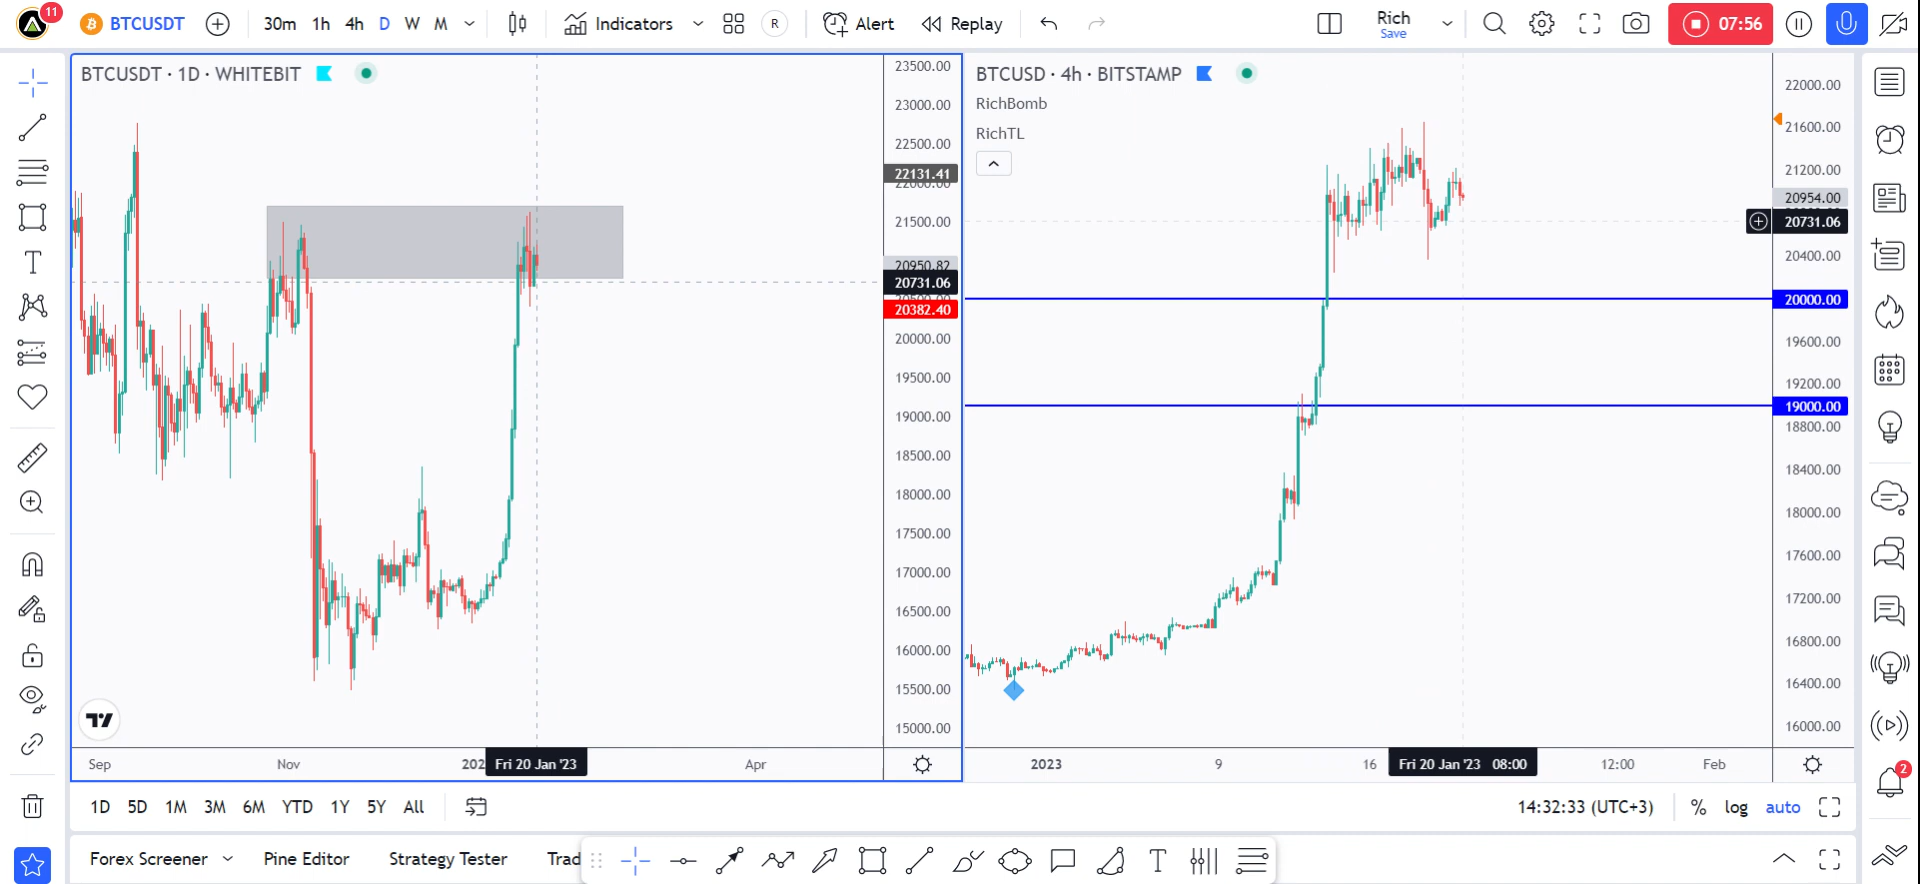 11
BTCUSDT
30m 1h 4h D W M
Indicators
R
Alert
Replay
Rich
Save
07:56
BTCUSDT · 1D · WHITEBIT
23500.00
23000.00
22500.00
22131.41
22000.00
21500.00
20950.82
20731.06
20382.40
20000.00
19500.00
19000.00
18500.00
18000.00
17500.00
17000.00
16500.00
16000.00
15500.00
15000.00
Sep
Nov
202
Fri 20 Jan '23
Apr
BTCUSD · 4h · BITSTAMP
RichBomb
RichTL
22000.00
21600.00
21200.00
20954.00
20731.06
20400.00
20000.00
19600.00
19200.00
19000.00
18800.00
18400.00
18000.00
17600.00
17200.00
16800.00
16400.00
16000.00
2023
9
16
Fri 20 Jan '23 08:00
12:00
Feb
2
1D 5D 1M 3M 6M YTD 1Y 5Y All
14:32:33 (UTC+3)
% log auto
Forex Screener
Pine Editor
Strategy Tester
Trad
T